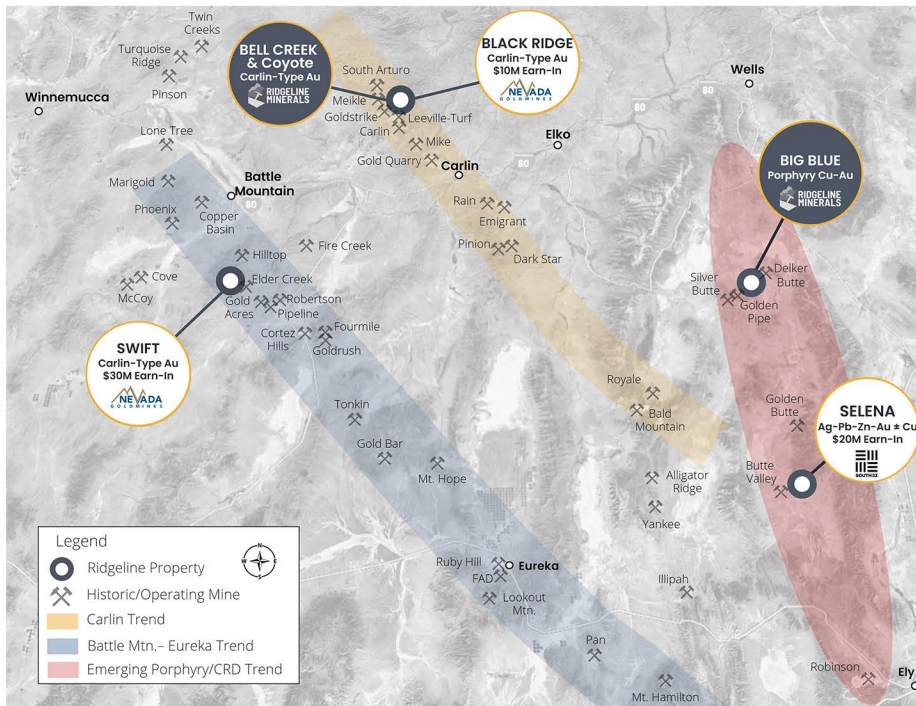 Twin
Creeks
Turquoise
Ridge
Pinson
Winnemucca
Lone Tree
BELL CREEK
& Coyote
Carlin-Type Au
RIDGELINE
MINERALS
BLACK RIDGE
Carlin-Type Au
$10M Earn-In
NEVADA
GOLDMINES
South Arturo
Meikle
Goldstrike
Leeville-Turf
Carlin
Mike
Gold Quarry
Carlin
Elko
80
80
80
80
Wells
BIG BLUE
Porphyry Cu-Au
RIDGELINE
MINERALS
Marigold
Battle
Mountain
Phoenix
Copper
Basin
Rain
Emigrant
Pinion
Dark Star
Fire Creek
Hilltop
Cove
McCoy
Elder Creek
Gold
Acres
Robertson
Pipeline
Cortez
Hills
Fourmile
Goldrush
Silver
Butte
Delker
Butte
Golden
Pipe
SWIFT
Carlin-Type Au
$30M Earn-In
NEVADA
GOLDMINES
Royale
Bald
Mountain
Tonkin
Gold Bar
Mt. Hope
Golden
Butte
SELENA
Ag-Pb-Zn-Au ± Cu
$20M Earn-In
SOUTH32
Butte
Valley
Alligator
Ridge
Yankee
Ruby Hill
Eureka
FAD
Lookout
Mtn.
Illipah
Pan
Mt. Hamilton
Robinson
Ely
Legend
N
W
E
S
Ridgeline Property
Historic/Operating Mine
Carlin Trend
Battle Mtn.– Eureka Trend
Emerging Porphyry/CRD Trend